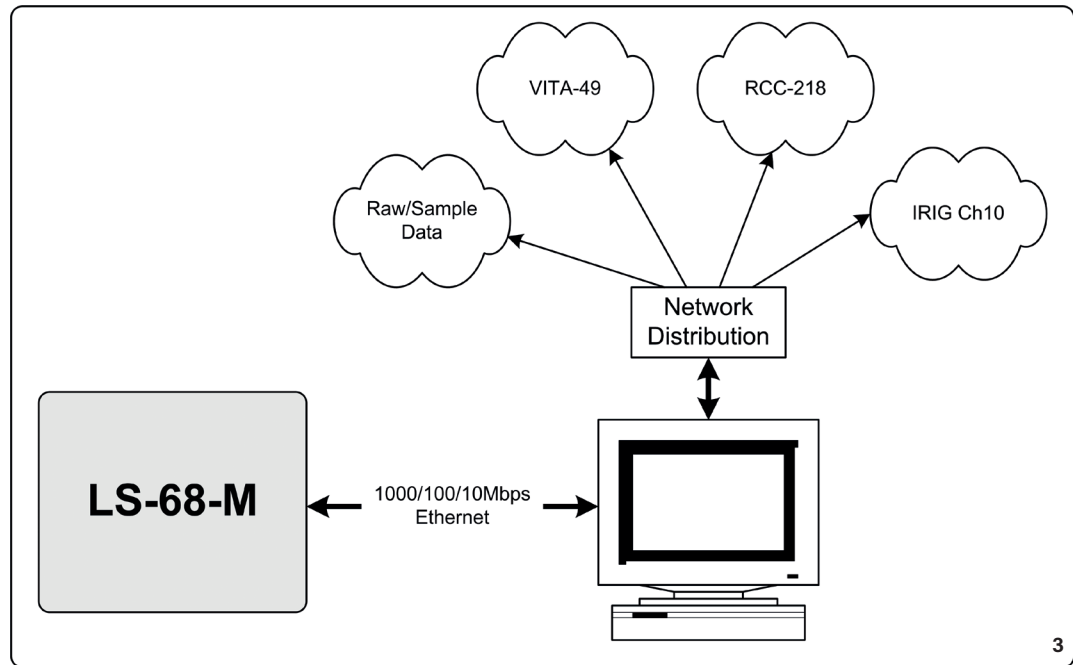 VITA-49
RCC-218
Raw/Sample
Data
IRIG Ch10
Network
Distribution
LS-68-M
1000/100/10Mbps
Ethernet
3